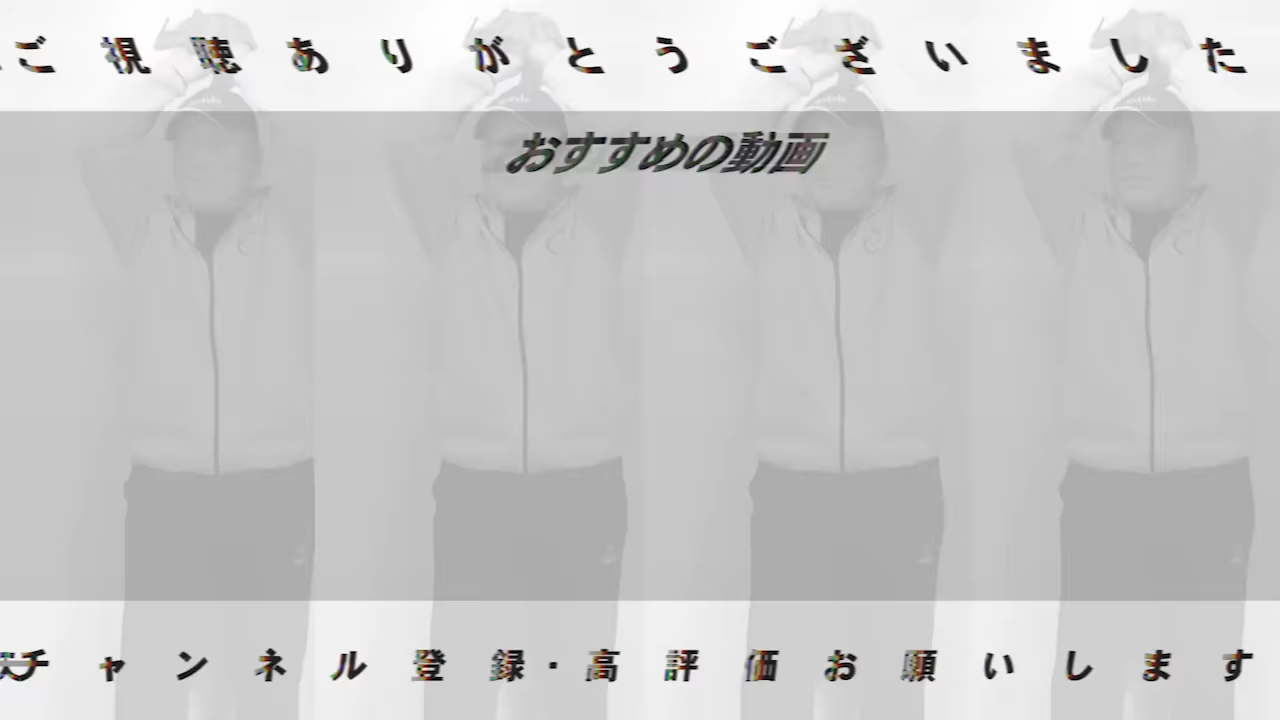 ご視聴ありがとうございました
おすすめの動画
チャンネル登録・高評価お願いします